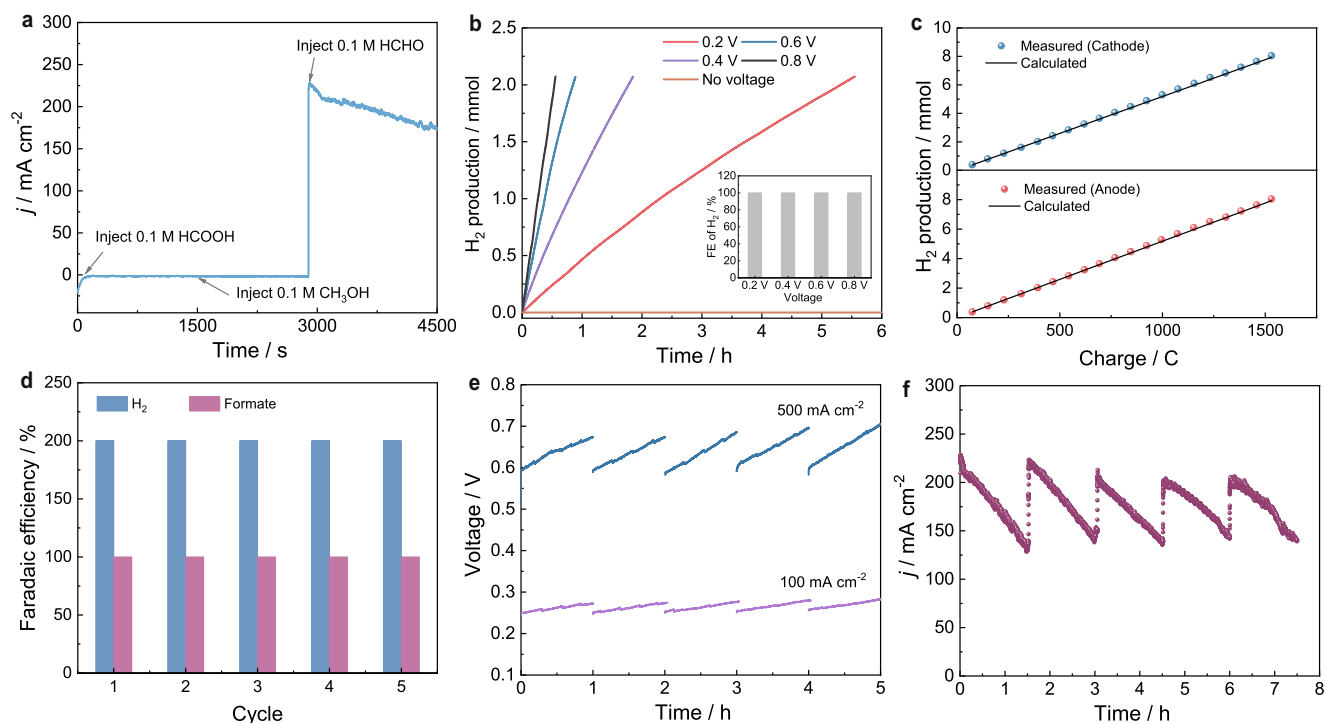 a
300
250
200
150
100
50
0
j / mA cm⁻²
Inject 0.1 M HCHO
Inject 0.1 M HCOOH
Inject 0.1 M CH₃OH
0 1500 3000 4500
Time / s
b
2.5
2.0
1.5
1.0
0.5
0.0
H₂ production / mmol
0.2 V 0.6 V
0.4 V 0.8 V
No voltage
120
100
80
60
40
20
0
FE of H₂ / %
0.2 V 0.4 V 0.6 V 0.8 V
Voltage
0 1 2 3 4 5 6
Time / h
c
Measured (Cathode)
Calculated
8
6
4
2
0
Measured (Anode)
Calculated
8
6
4
2
0
H₂ production / mmol
0 500 1000 1500
Charge / C
d
250
200
150
100
50
0
Faradaic efficiency / %
H₂ Formate
1 2 3 4 5
Cycle
e
0.8
0.7
0.6
0.5
0.4
0.3
0.2
0.1
Voltage / V
500 mA cm⁻²
100 mA cm⁻²
0 1 2 3 4 5
Time / h
f
300
250
200
150
100
50
0
j / mA cm⁻²
0 1 2 3 4 5 6 7 8
Time / h